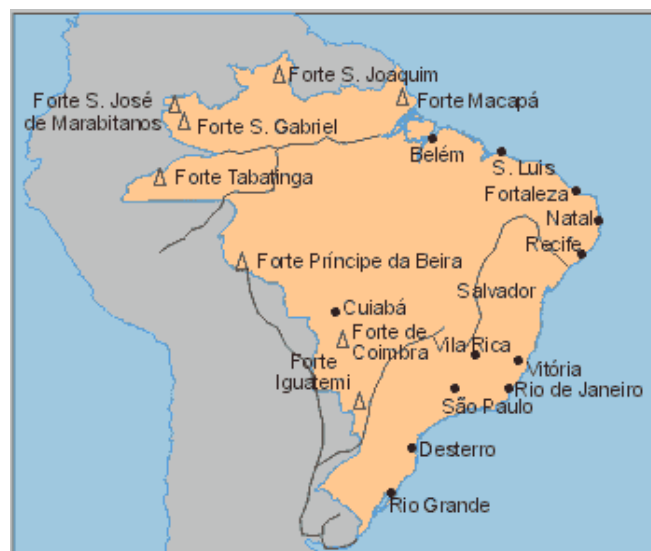 Forte S. Joaquim
Forte S. José
de Marabitanos
Forte Macapá
Forte S. Gabriel
Belém
S. Luis
Forte Tabatinga
Fortaleza
Natal
Recife
Forte Príncipe da Beira
Salvador
Cuiabá
Forte de
Coimbra
Vila Rica
Forte
Iguatemi
Vitória
Rio de Janeiro
São Paulo
Desterro
Rio Grande